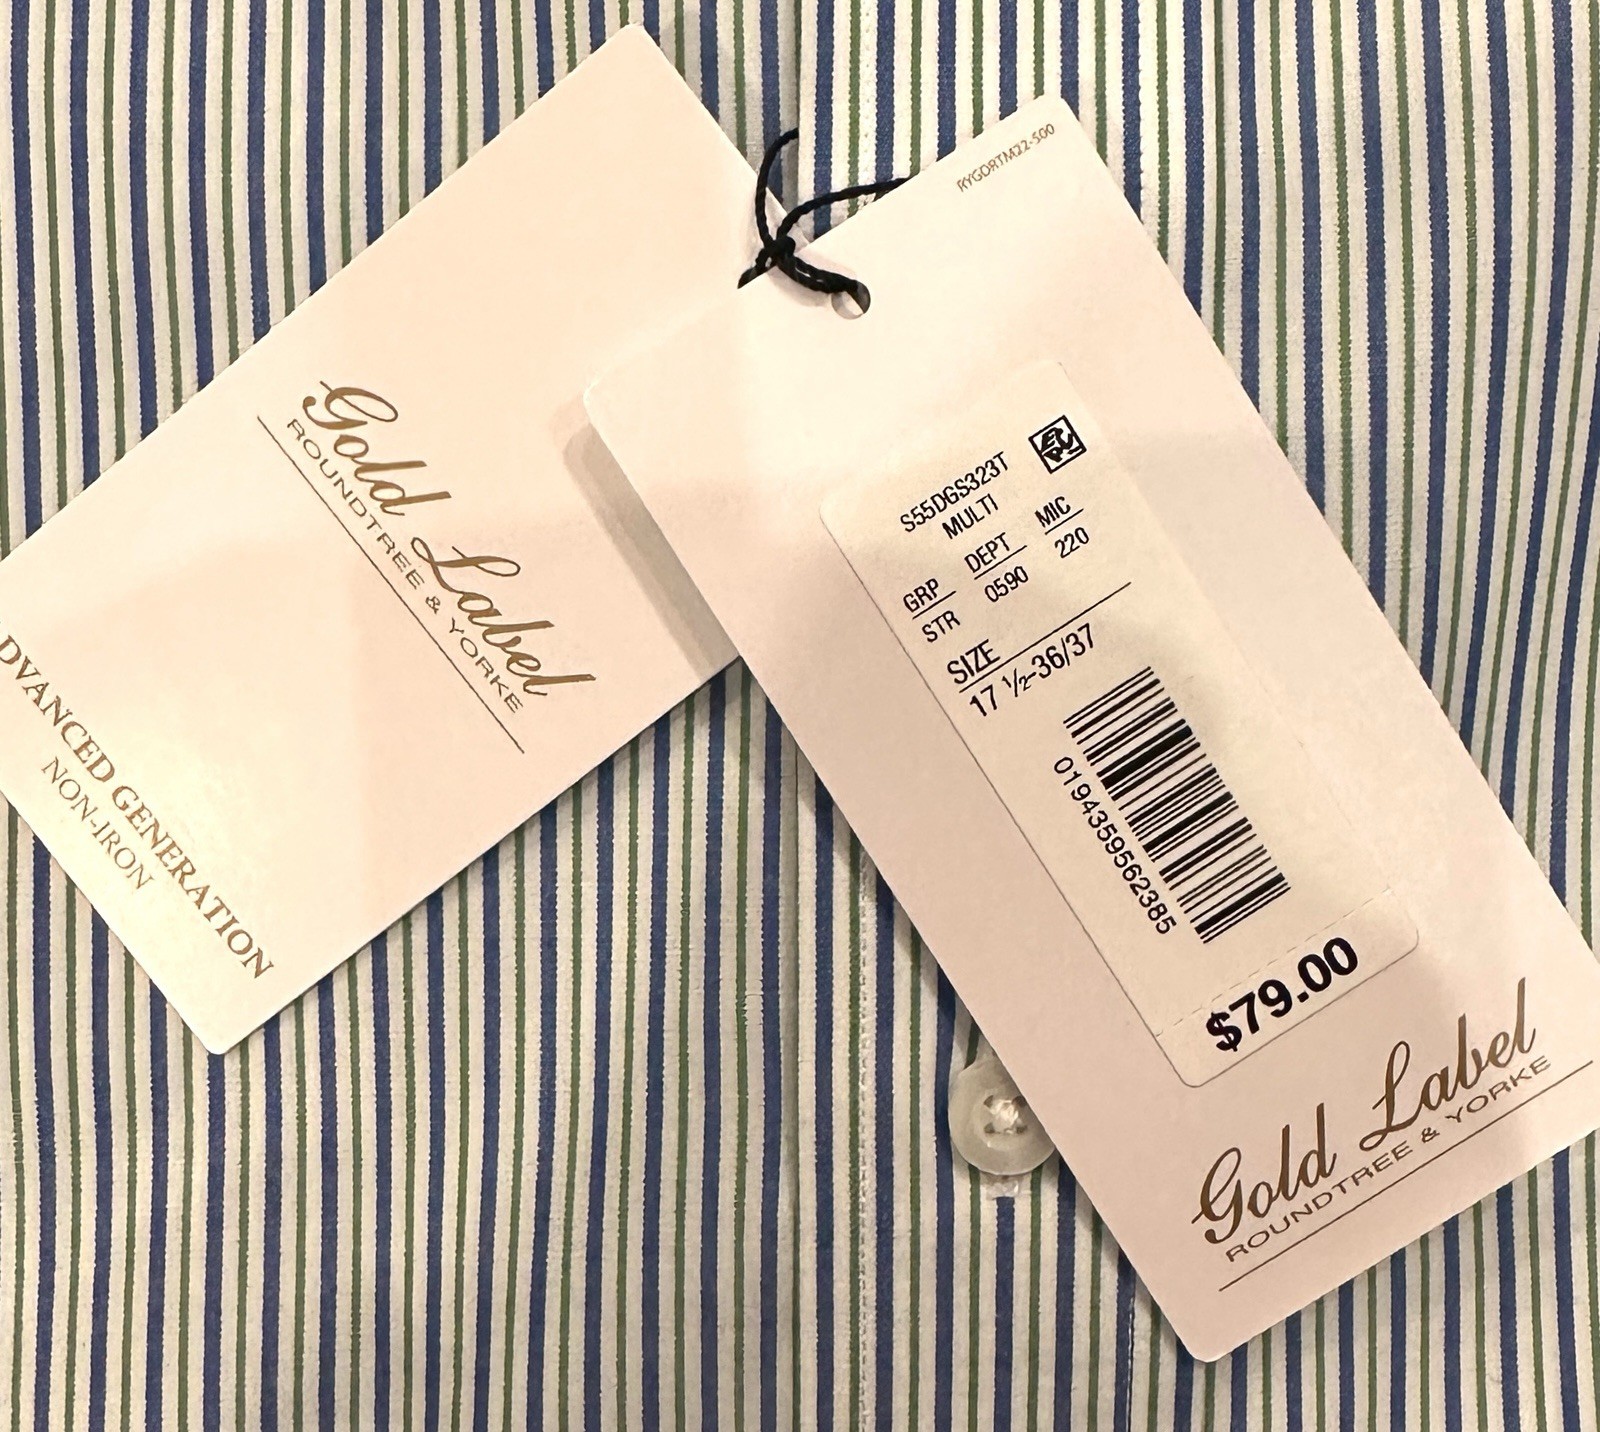 Gold Label
ROUNDTREE & YORKE
DVANCED GENERATION
NON-IRON
RYGORTM22-500
S55DGS323T
MULTI
GRP DEPT MIC
STR 0590 220
SIZE
17 ½-36/37
0194359562385
$79.00
Gold Label
ROUNDTREE & YORKE